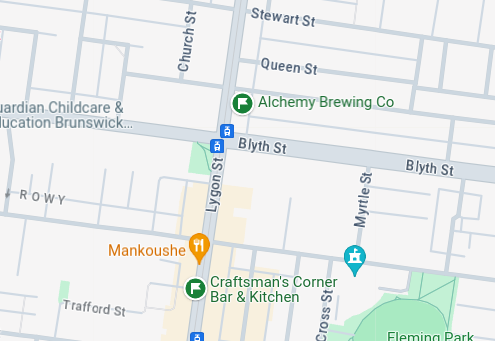 Stewart St
Church St
Queen St
Alchemy Brewing Co
uardian Childcare &
lucation Brunswick...
Blyth St
Blyth St
Lygon St
Myrtle St
ROWY
Mankoushe
Craftsman's Corner
Bar & Kitchen
Trafford St
Cross St
Fleming Park